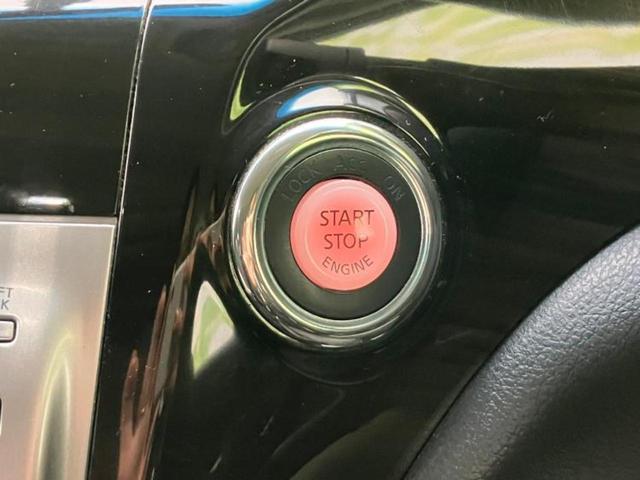 LOCK ACC ON
START
STOP
ENGINE